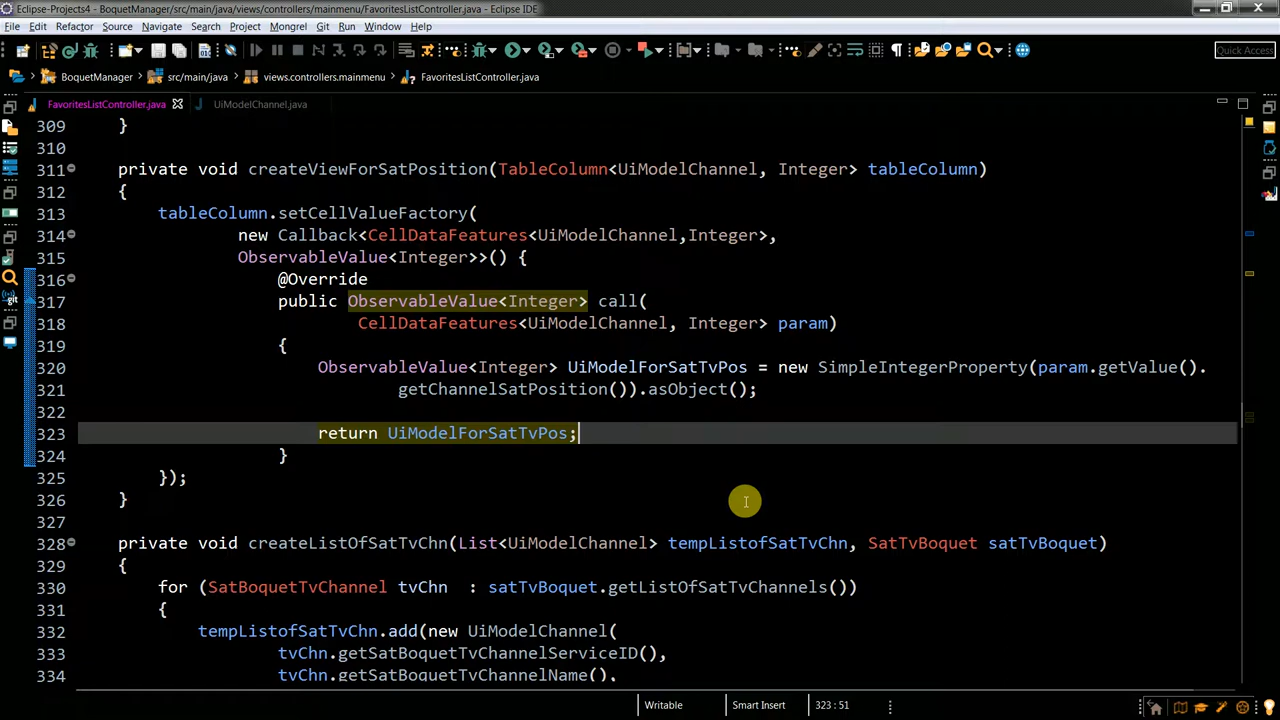 Eclipse-Projects4 - BoquetManager/src/main/java/views/controllers/mainmenu/FavoritesListController.java - Eclipse IDE
File Edit Refactor Source Navigate Search Project Mongrel Git Run Window Help
Quick Access
BoquetManager src/main/java views.controllers.mainmenu FavoritesListController.java
FavoritesListController.java UiModelChannel.java
309 }
310
311 private void createViewForSatPosition(TableColumn<UiModelChannel, Integer> tableColumn)
312 {
313 tableColumn.setCellValueFactory(
314 new Callback<CellDataFeatures<UiModelChannel,Integer>,
315 ObservableValue<Integer>>() {
316 @Override
317 public ObservableValue<Integer> call(
318 CellDataFeatures<UiModelChannel, Integer> param)
319 {
320 ObservableValue<Integer> UiModelForSatTvPos = new SimpleIntegerProperty(param.getValue().
321 getChannelSatPosition()).asObject();
322
323 return UiModelForSatTvPos;
324 }
325 });
326 }
327
328 private void createListOfSatTvChn(List<UiModelChannel> tempListofSatTvChn, SatTvBoquet satTvBoquet)
329 {
330 for (SatBoquetTvChannel tvChn : satTvBoquet.getListOfSatTvChannels())
331 {
332 tempListofSatTvChn.add(new UiModelChannel(
333 tvChn.getSatBoquetTvChannelServiceID(),
334 tvChn.getSatBoquetTvChannelName(),
Writable Smart Insert 323 : 51